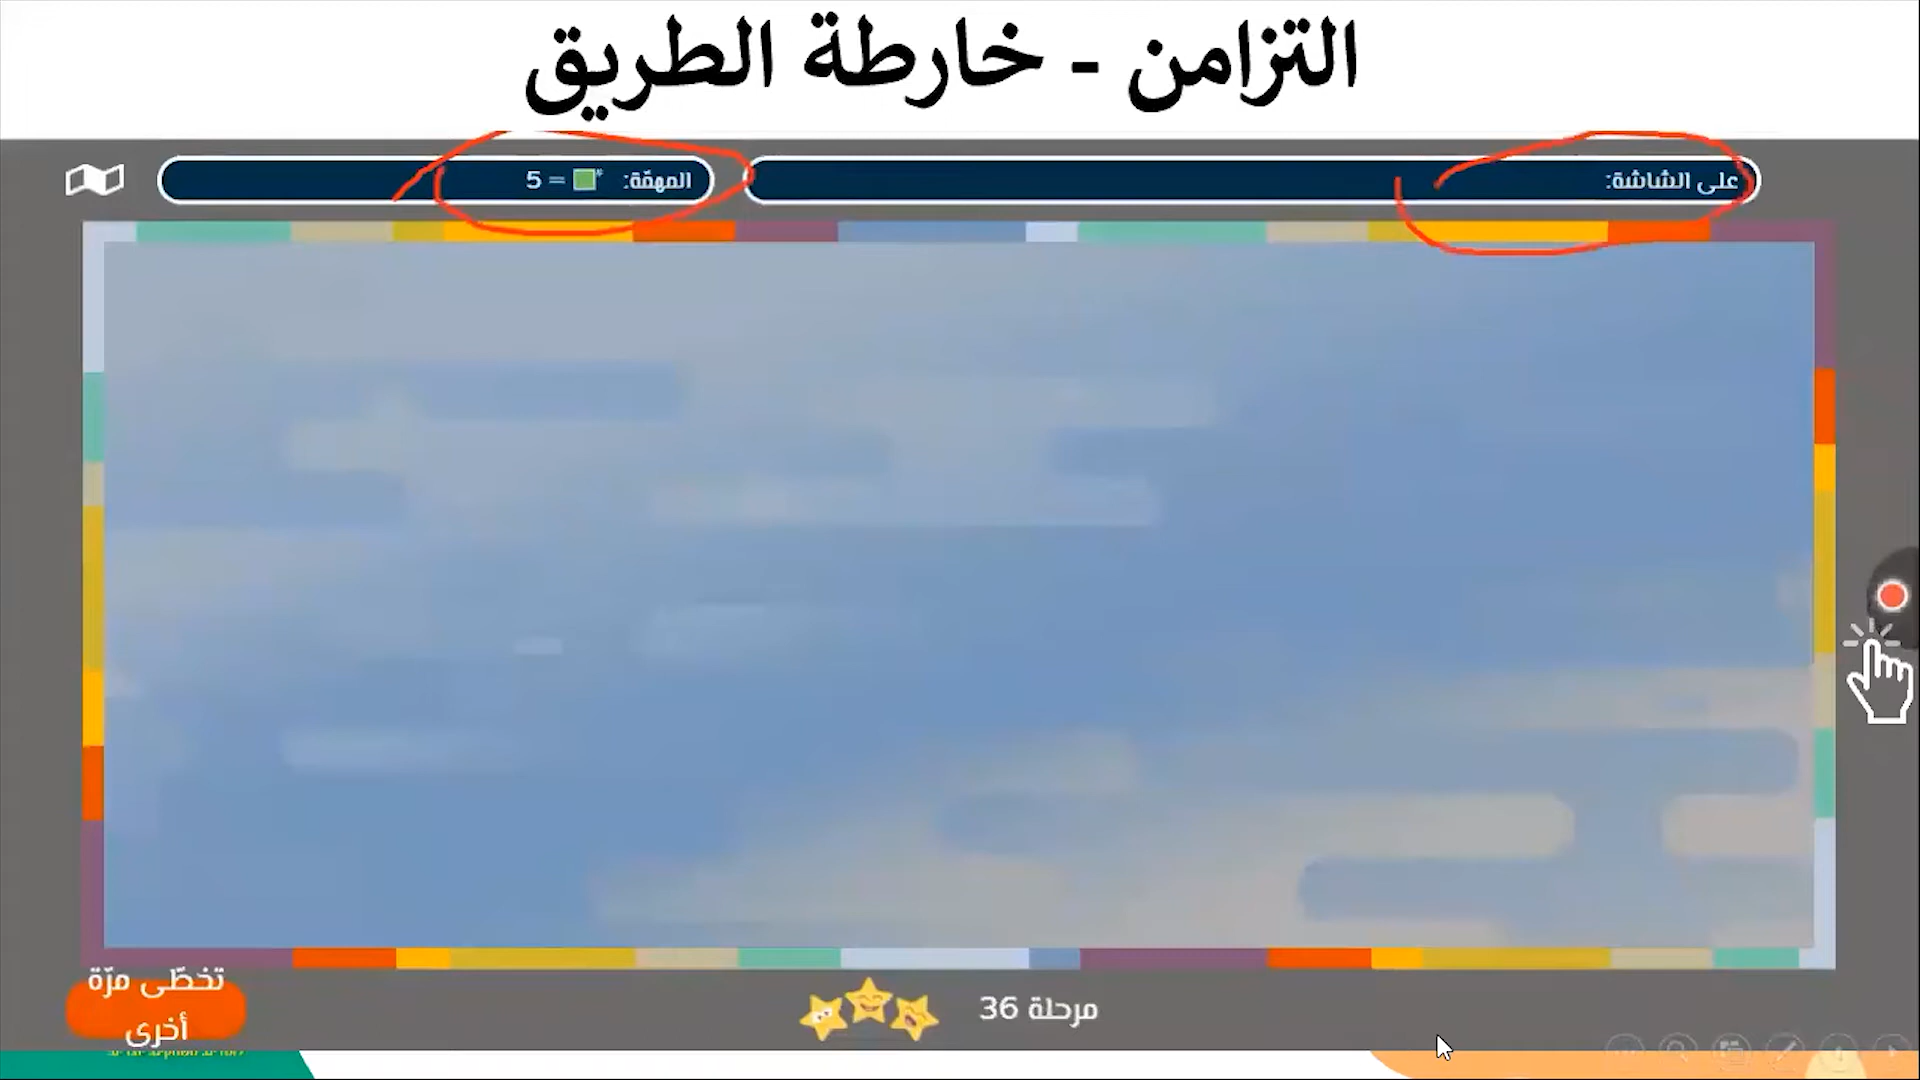 التزامن - خارطة الطريق
على الشاشة:
المهمّة: * = 5
مرحلة 36
تخطّى مرّة
أخرى